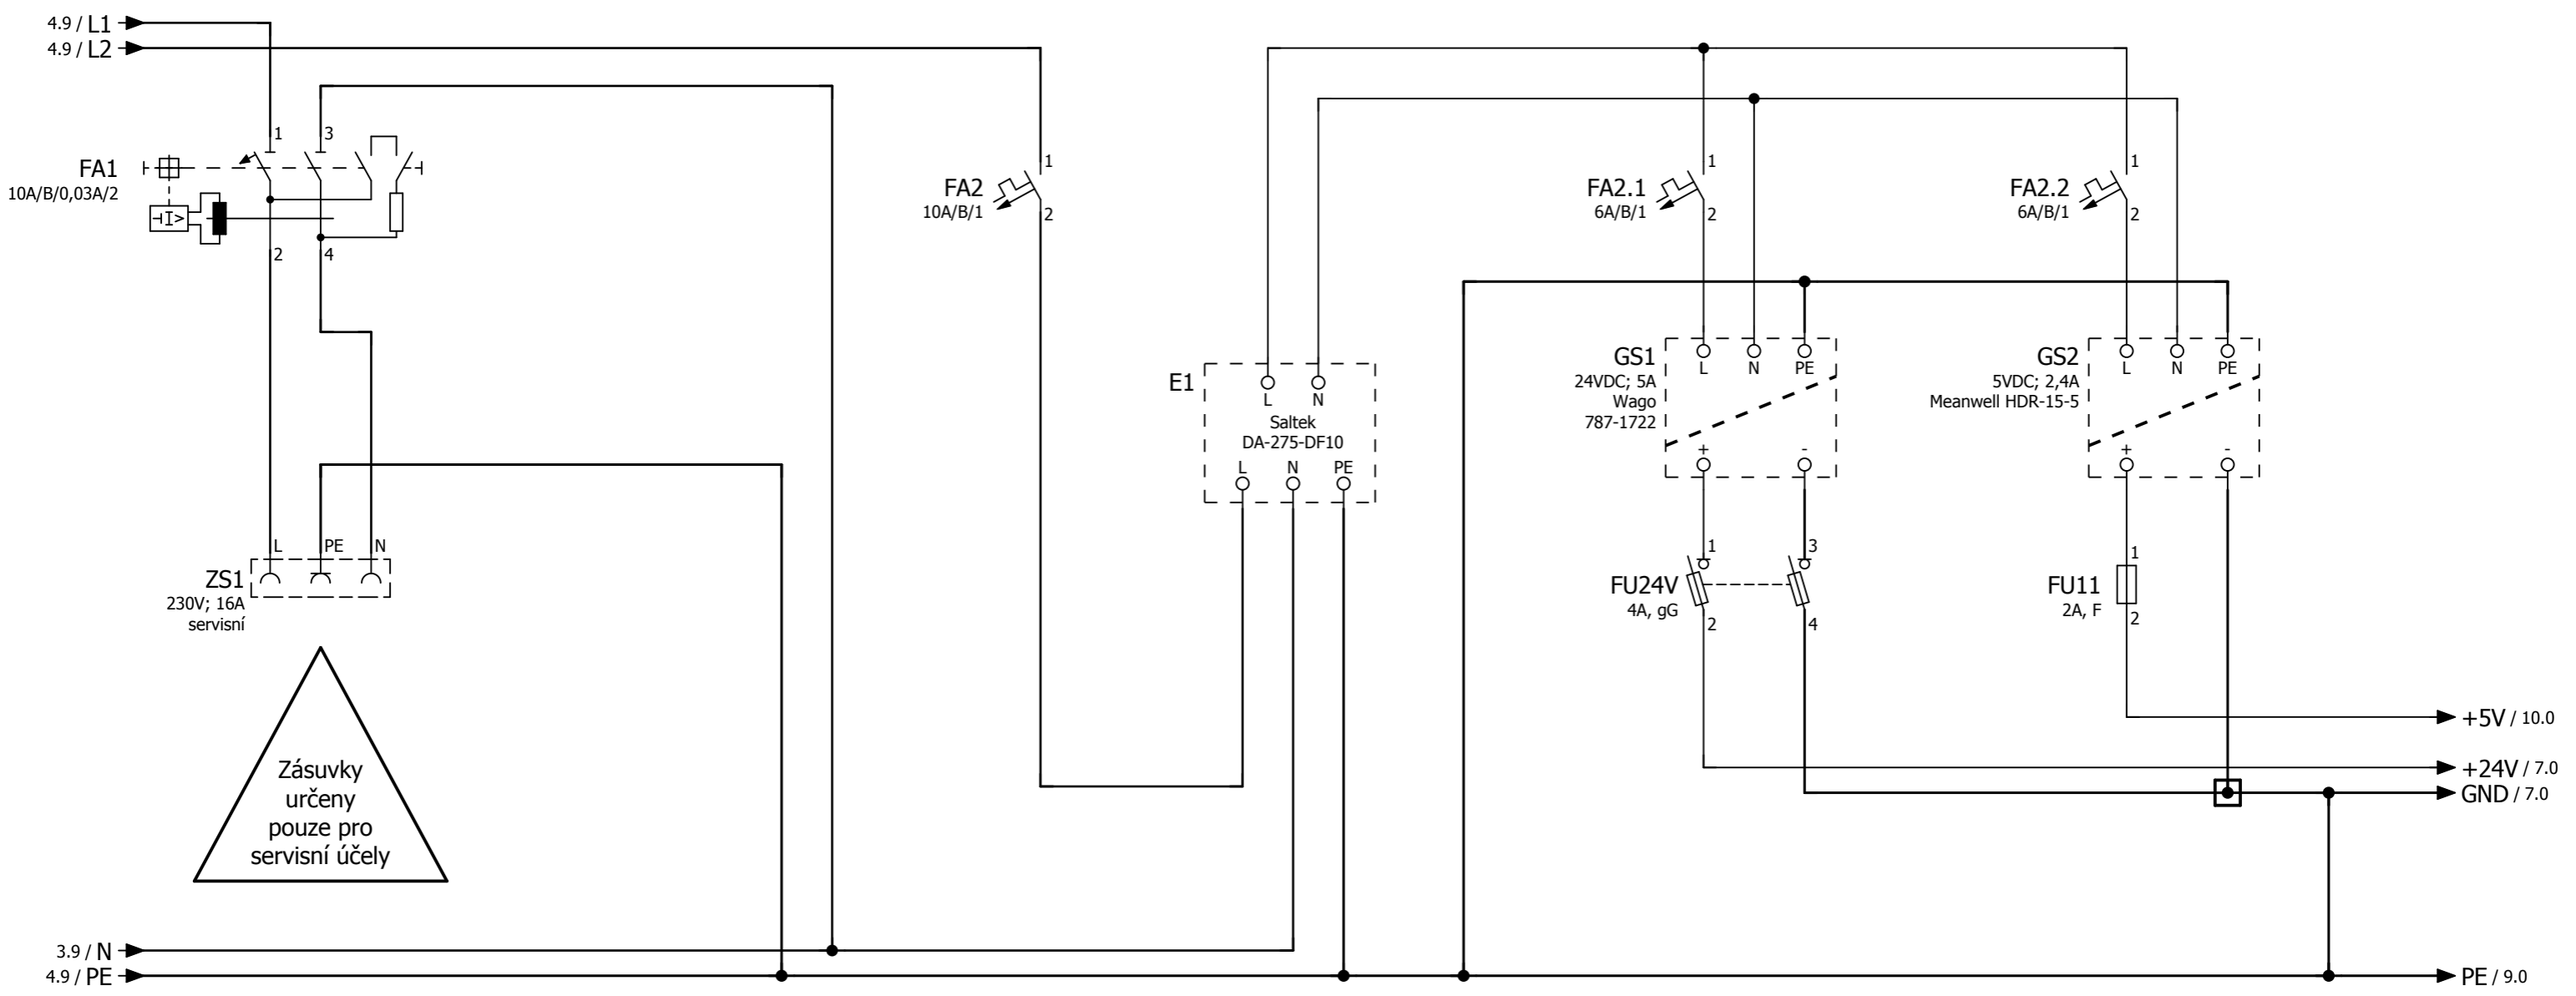 4.9 / L1
4.9 / L2
1
3
FA1
10A/B/0,03A/2
I>
2
4
FA2
10A/B/1
1
2
FA2.1
6A/B/1
1
2
FA2.2
6A/B/1
1
2
E1
L
N
Saltek
DA-275-DF10
L
N
PE
GS1
24VDC; 5A
Wago
787-1722
L
N
PE
+
-
GS2
5VDC; 2,4A
Meanwell HDR-15-5
L
N
PE
+
-
L
PE
N
ZS1
230V; 16A
servisní
FU24V
4A, gG
1
3
2
4
FU11
2A, F
1
2
Zásuvky
určeny
pouze pro
servisní účely
+5V / 10.0
+24V / 7.0
GND / 7.0
3.9 / N
4.9 / PE
PE / 9.0